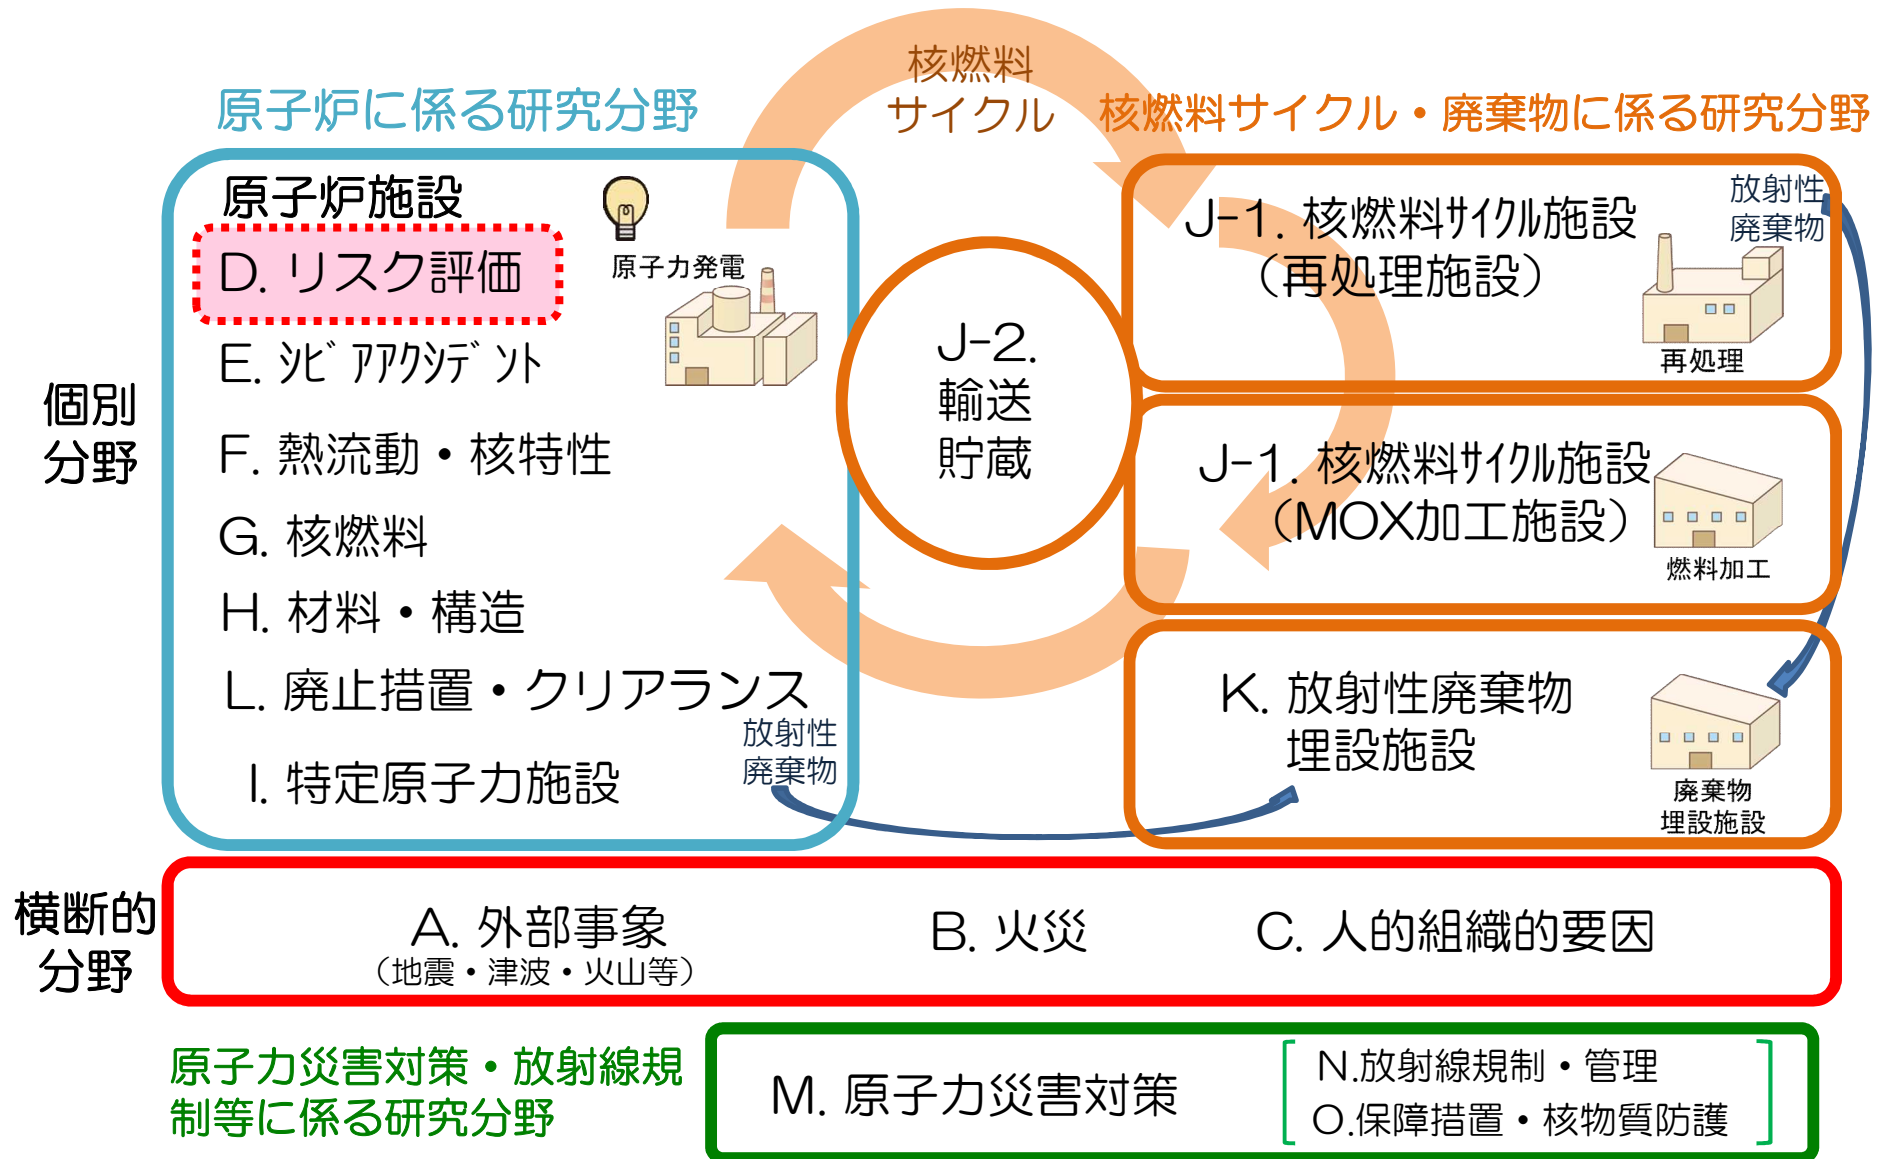 核燃料
サイクル
原子炉に係る研究分野
核燃料サイクル・廃棄物に係る研究分野
個別
分野
原子炉施設
D. リスク評価
E. ｼﾋﾞｱｱｸｼﾃﾞﾝﾄ
F. 熱流動・核特性
G. 核燃料
H. 材料・構造
L. 廃止措置・クリアランス
I. 特定原子力施設
原子力発電
放射性
廃棄物
J-2.
輸送
貯蔵
J-1. 核燃料ｻｲｸﾙ施設
（再処理施設）
放射性
廃棄物
再処理
J-1. 核燃料ｻｲｸﾙ施設
（MOX加工施設）
燃料加工
K. 放射性廃棄物
埋設施設
廃棄物
埋設施設
横断的
分野
A. 外部事象
（地震・津波・火山等）
B. 火災
C. 人的組織的要因
原子力災害対策・放射線規
制等に係る研究分野
M. 原子力災害対策
N.放射線規制・管理
O.保障措置・核物質防護